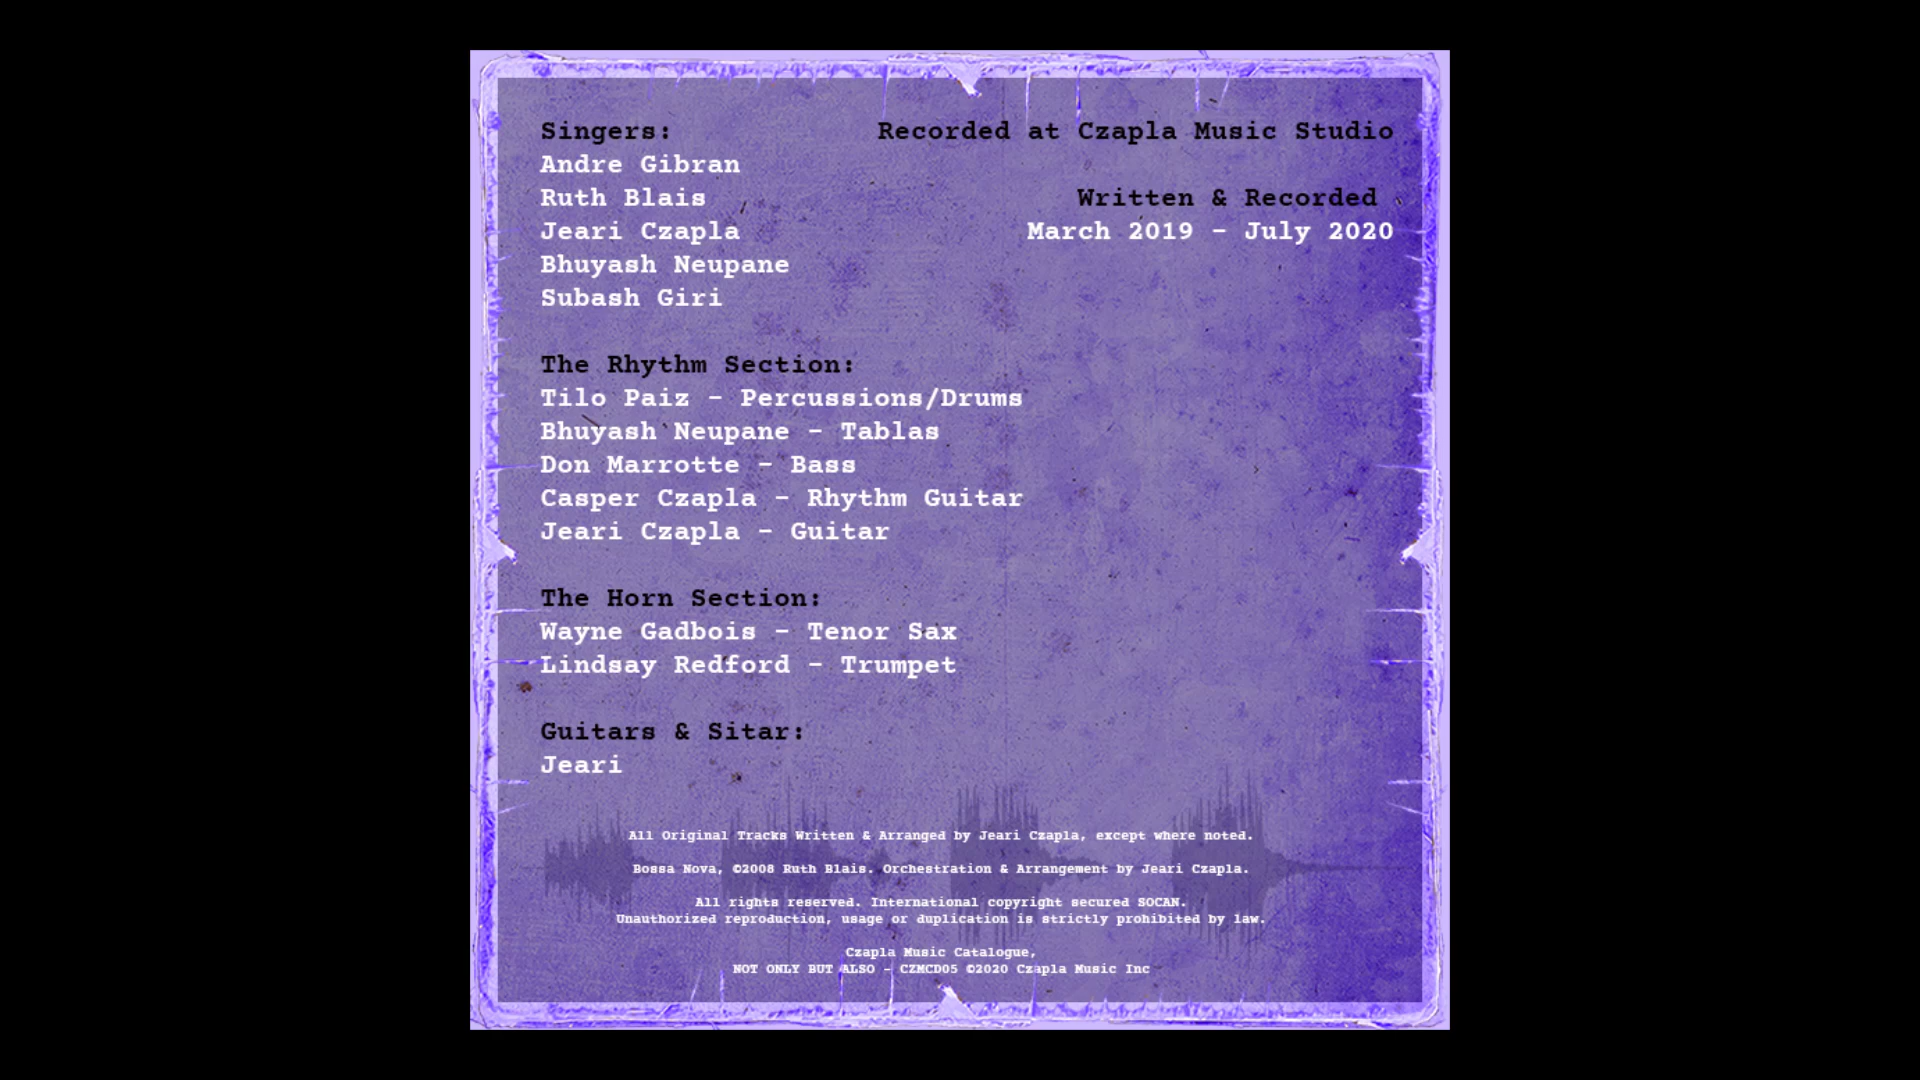 Singers:
Andre Gibran
Ruth Blais
Jeari Czapla
Bhuyash Neupane
Subash Giri
Recorded at Czapla Music Studio
Written & Recorded
March 2019 - July 2020
The Rhythm Section:
Tilo Paiz - Percussions/Drums
Bhuyash Neupane - Tablas
Don Marrotte - Bass
Casper Czapla - Rhythm Guitar
Jeari Czapla - Guitar
The Horn Section:
Wayne Gadbois - Tenor Sax
Lindsay Redford - Trumpet
Guitars & Sitar:
Jeari
All Original Tracks Written & Arranged by Jeari Czapla, except where noted.
Bossa Nova, ©2008 Ruth Blais. Orchestration & Arrangement by Jeari Czapla.
All rights reserved. International copyright secured SOCAN.
Unauthorized reproduction, usage or duplication is strictly prohibited by law.
Czapla Music Catalogue,
NOT ONLY BUT ALSO - CZMCD05 ©2020 Czapla Music Inc